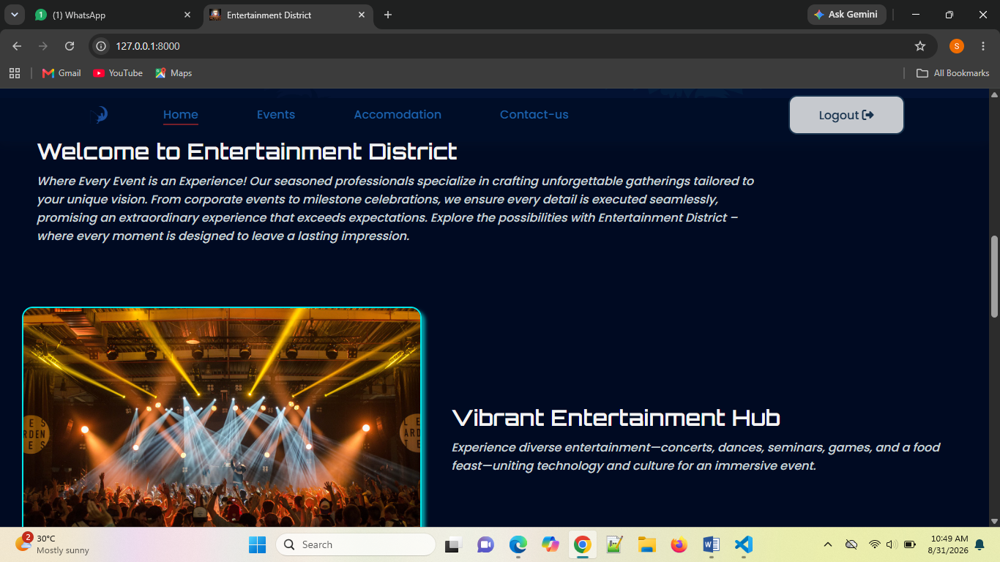 1
(1) WhatsApp
Entertainment District
Ask Gemini
127.0.0.1:8000
S
Gmail
YouTube
Maps
All Bookmarks
Home
Events
Accomodation
Contact-us
Logout
Welcome to Entertainment District
Where Every Event is an Experience! Our seasoned professionals specialize in crafting unforgettable gatherings tailored to
your unique vision. From corporate events to milestone celebrations, we ensure every detail is executed seamlessly,
promising an extraordinary experience that exceeds expectations. Explore the possibilities with Entertainment District –
where every moment is designed to leave a lasting impression.
Vibrant Entertainment Hub
Experience diverse entertainment—concerts, dances, seminars, games, and a food
feast—uniting technology and culture for an immersive event.
2
30°C
Mostly sunny
Search
10:49 AM
8/31/2026